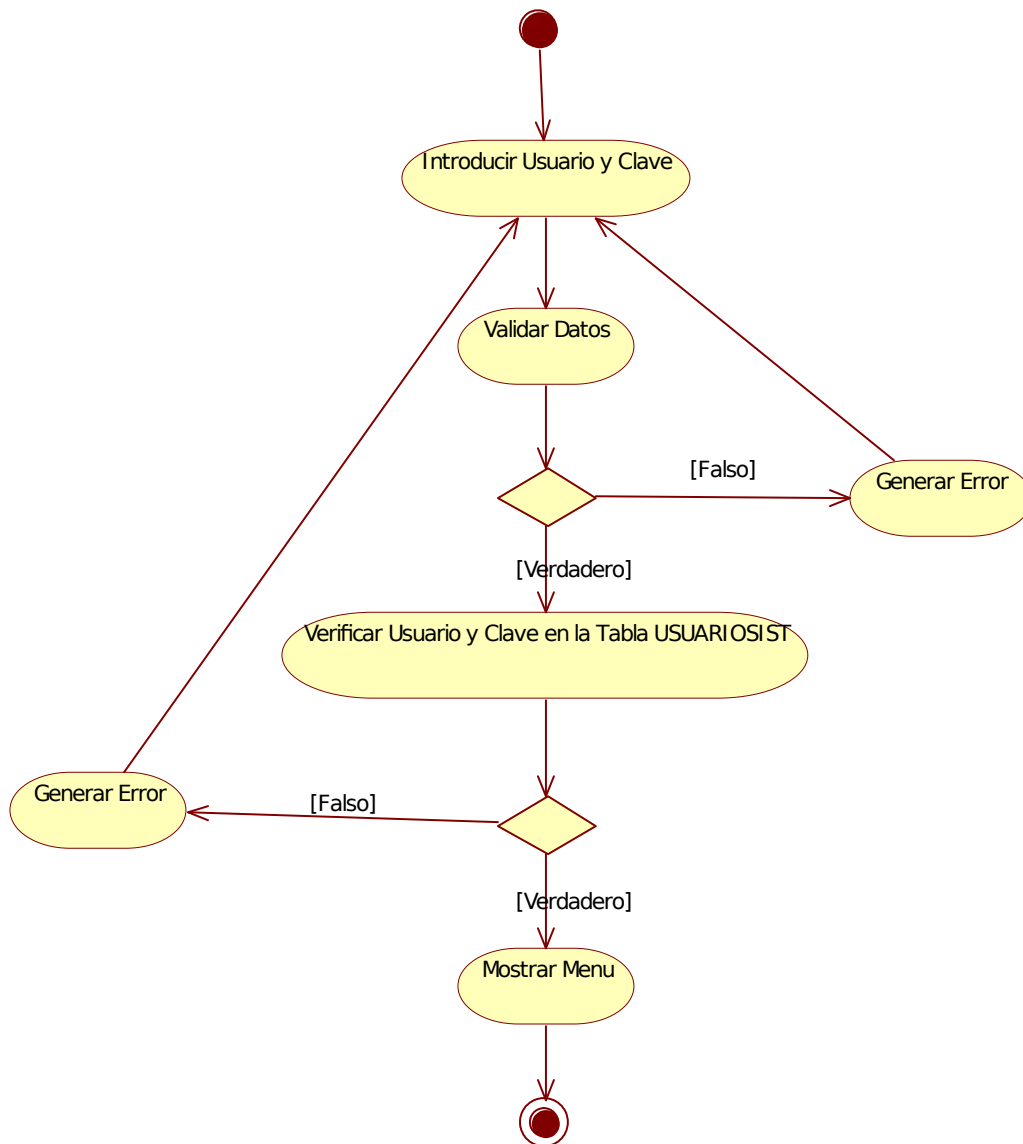 Introducir Usuario y Clave
Validar Datos
[Falso]
Generar Error
[Verdadero]
Verificar Usuario y Clave en la Tabla USUARIOSIST
Generar Error
[Falso]
[Verdadero]
Mostrar Menu